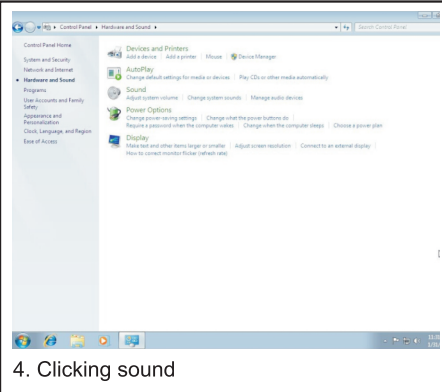 Control Panel ▸ Hardware and Sound ▸
Search Control Panel
Control Panel Home
System and Security
Network and Internet
Hardware and Sound
Programs
User Accounts and Family
Safety
Appearance and
Personalization
Clock, Language, and Region
Ease of Access
Devices and Printers
Add a device Add a printer Mouse Device Manager
AutoPlay
Change default settings for media or devices Play CDs or other media automatically
Sound
Adjust system volume Change system sounds Manage audio devices
Power Options
Change power-saving settings Change what the power buttons do
Require a password when the computer wakes Change when the computer sleeps Choose a power plan
Display
Make text and other items larger or smaller Adjust screen resolution Connect to an external display
How to correct monitor flicker (refresh rate)
4. Clicking sound